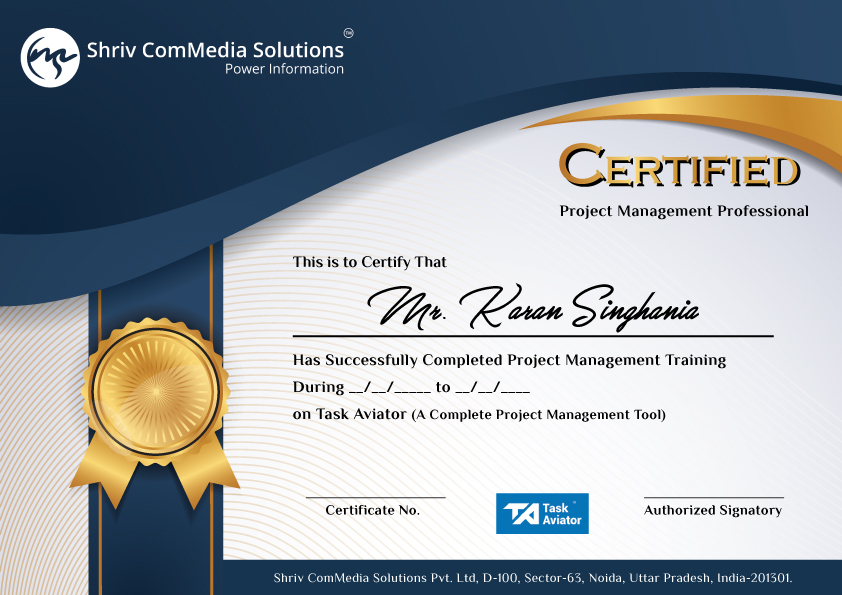 Shriv ComMedia Solutions
TM
Power Information
CERTIFIED
Project Management Professional
This is to Certify That
Mr. Karan Singhania
Has Successfully Completed Project Management Training
During __/__/_____ to __/__/____
on Task Aviator (A Complete Project Management Tool)
Certificate No.
Task
Aviator
Authorized Signatory
Shriv ComMedia Solutions Pvt. Ltd, D-100, Sector-63, Noida, Uttar Pradesh, India-201301.